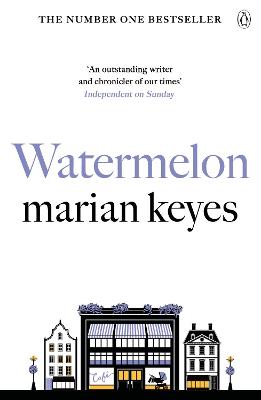 THE NUMBER ONE BESTSELLER
‘An outstanding writer
and chronicler of our times’
Independent on Sunday
Watermelon
marian keyes
Café